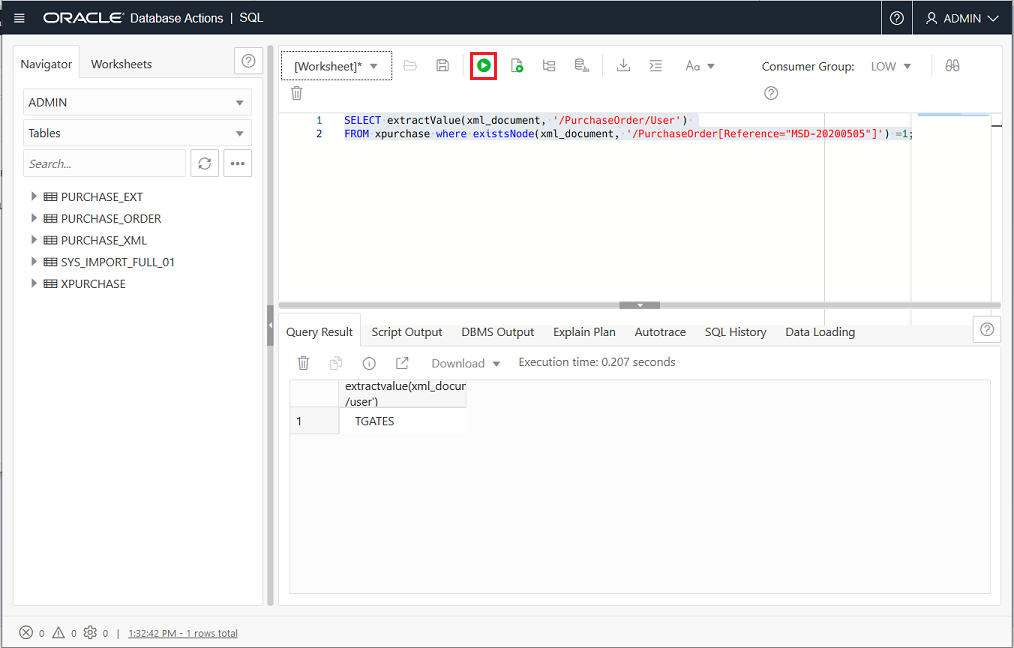 ORACLE Database Actions | SQL
ADMIN
Navigator
Worksheets
[Worksheet]*
Aa
Consumer Group:
LOW
ADMIN
Tables
Search...
PURCHASE_EXT
PURCHASE_ORDER
PURCHASE_XML
SYS_IMPORT_FULL_01
XPURCHASE
1 SELECT extractValue(xml_document, '/PurchaseOrder/User')
2 FROM xpurchase where existsNode(xml_document, '/PurchaseOrder[Reference="MSD-20200505"]') =1;
Query Result
Script Output
DBMS Output
Explain Plan
Autotrace
SQL History
Data Loading
Download
Execution time: 0.207 seconds
extractvalue(xml_docur
/user')
1 TGATES
0 0 0 | 1:32:42 PM - 1 rows total